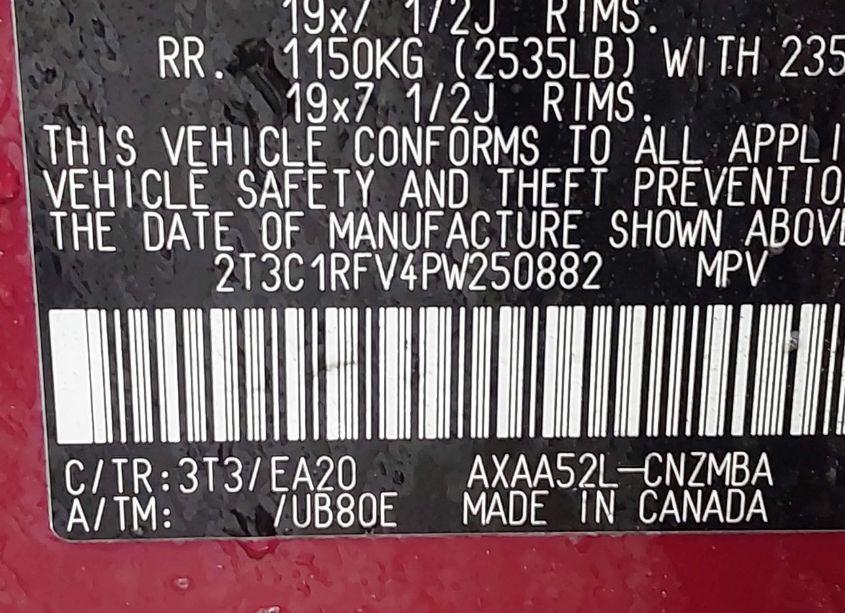 19x7 1/2J RIMS.
RR. 1150KG (2535LB) WITH 235
19x7 1/2J RIMS.
THIS VEHICLE CONFORMS TO ALL APPLI
VEHICLE SAFETY AND THEFT PREVENTIO
THE DATE OF MANUFACTURE SHOWN ABOVE
2T3C1RFV4PW250882 MPV
C/TR:3T3/EA20 AXAA52L-CNZMBA
A/TM: /UB80E MADE IN CANADA